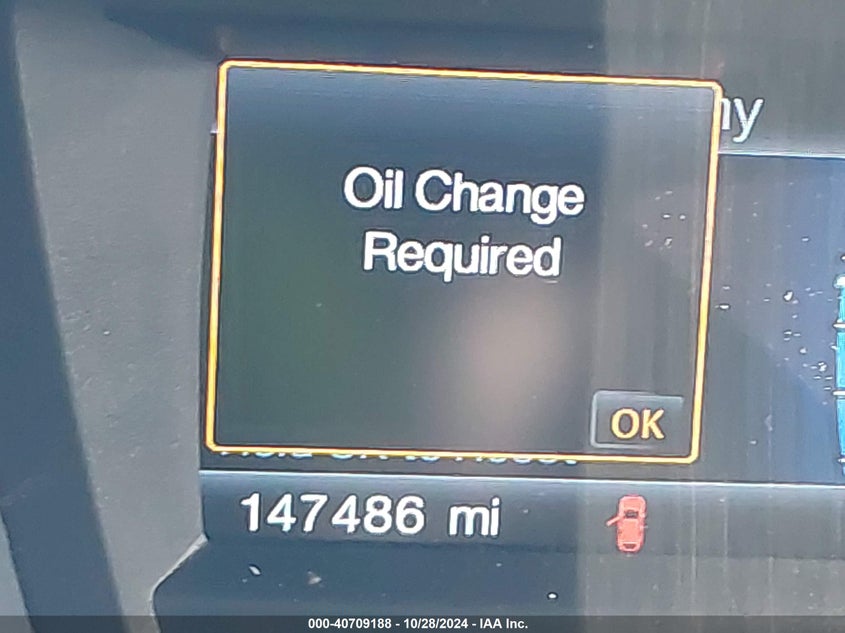 Oil Change
Required
OK
147486 mi
000-40709188 - 10/28/2024 - IAA Inc.